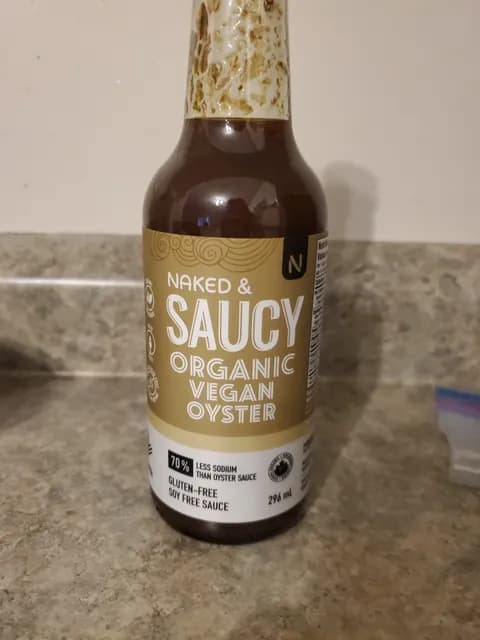 N
NAKED &
SAUCY
ORGANIC
VEGAN
OYSTER
70% LESS SODIUM
THAN OYSTER SAUCE
GLUTEN-FREE
SOY FREE SAUCE
296 mL